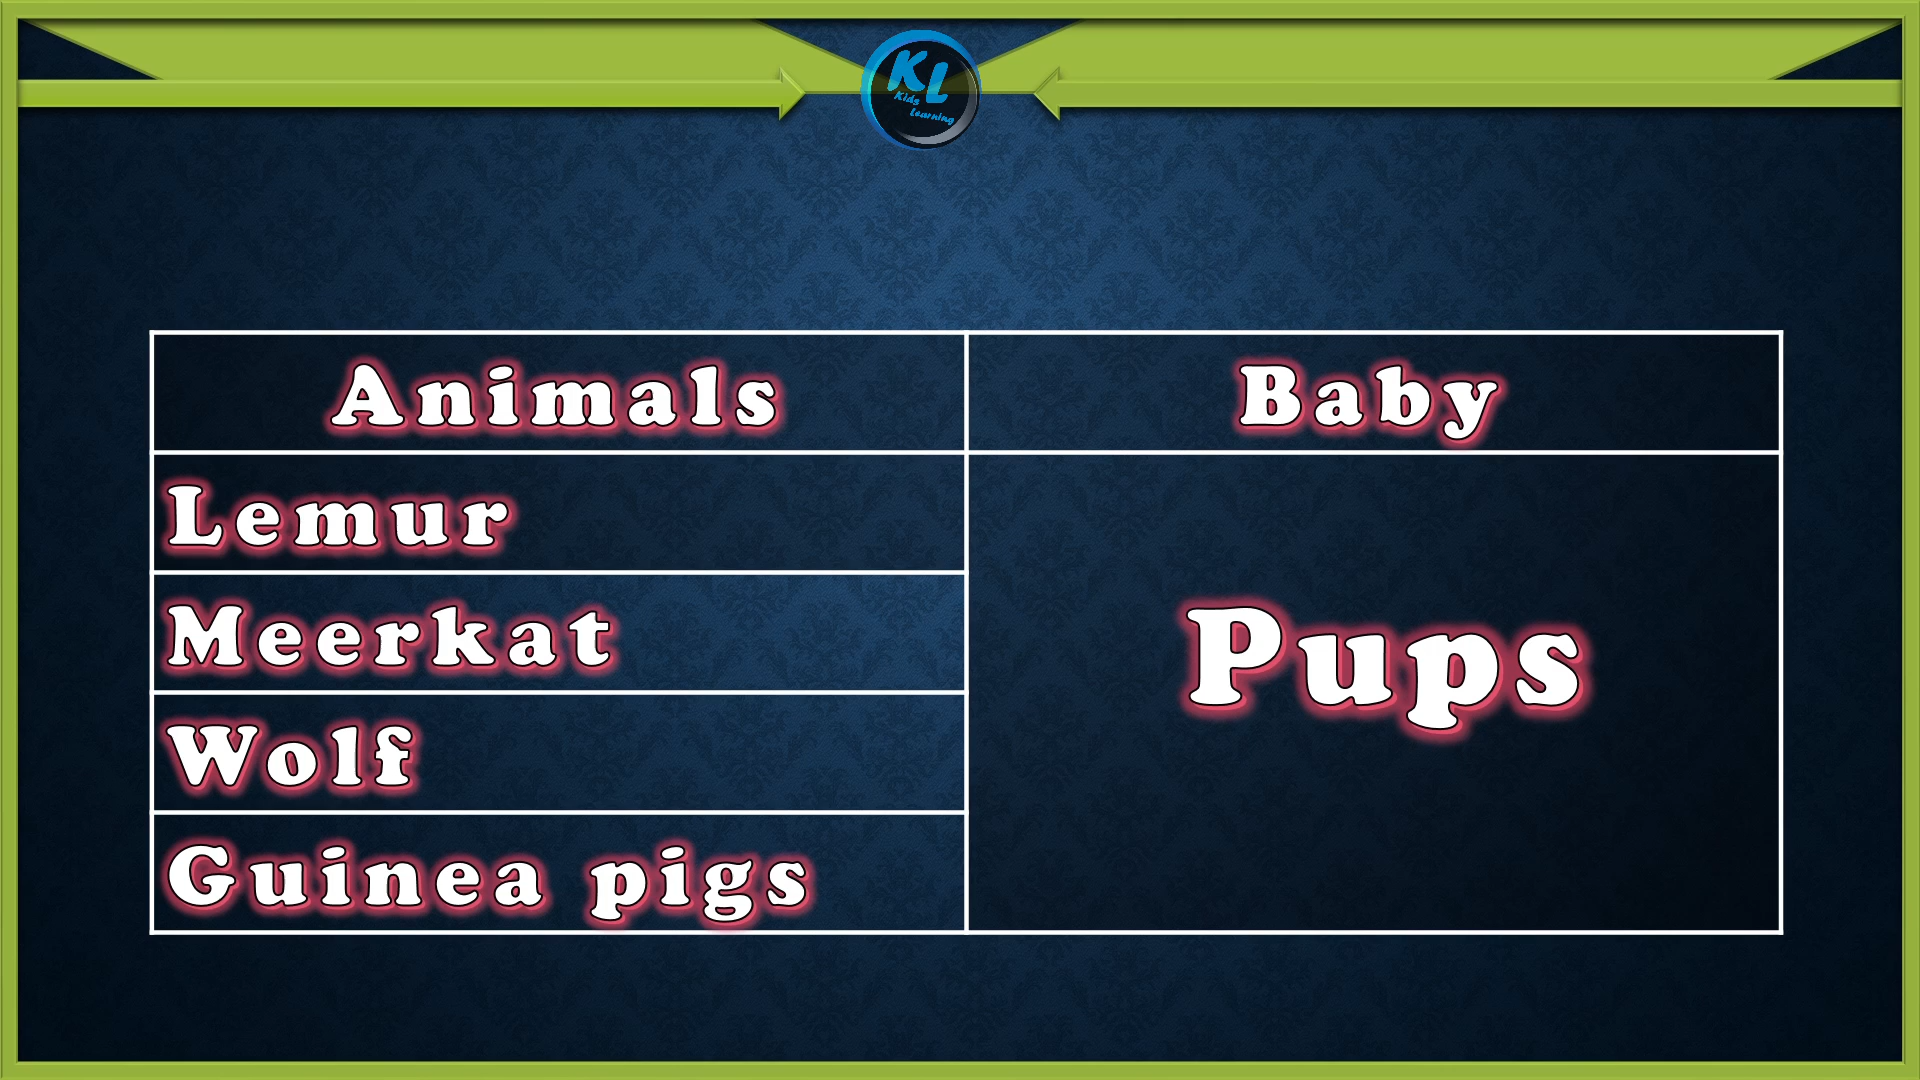 KL
Kids
Learning
Animals
Baby
Lemur
Meerkat
Wolf
Guinea pigs
Pups